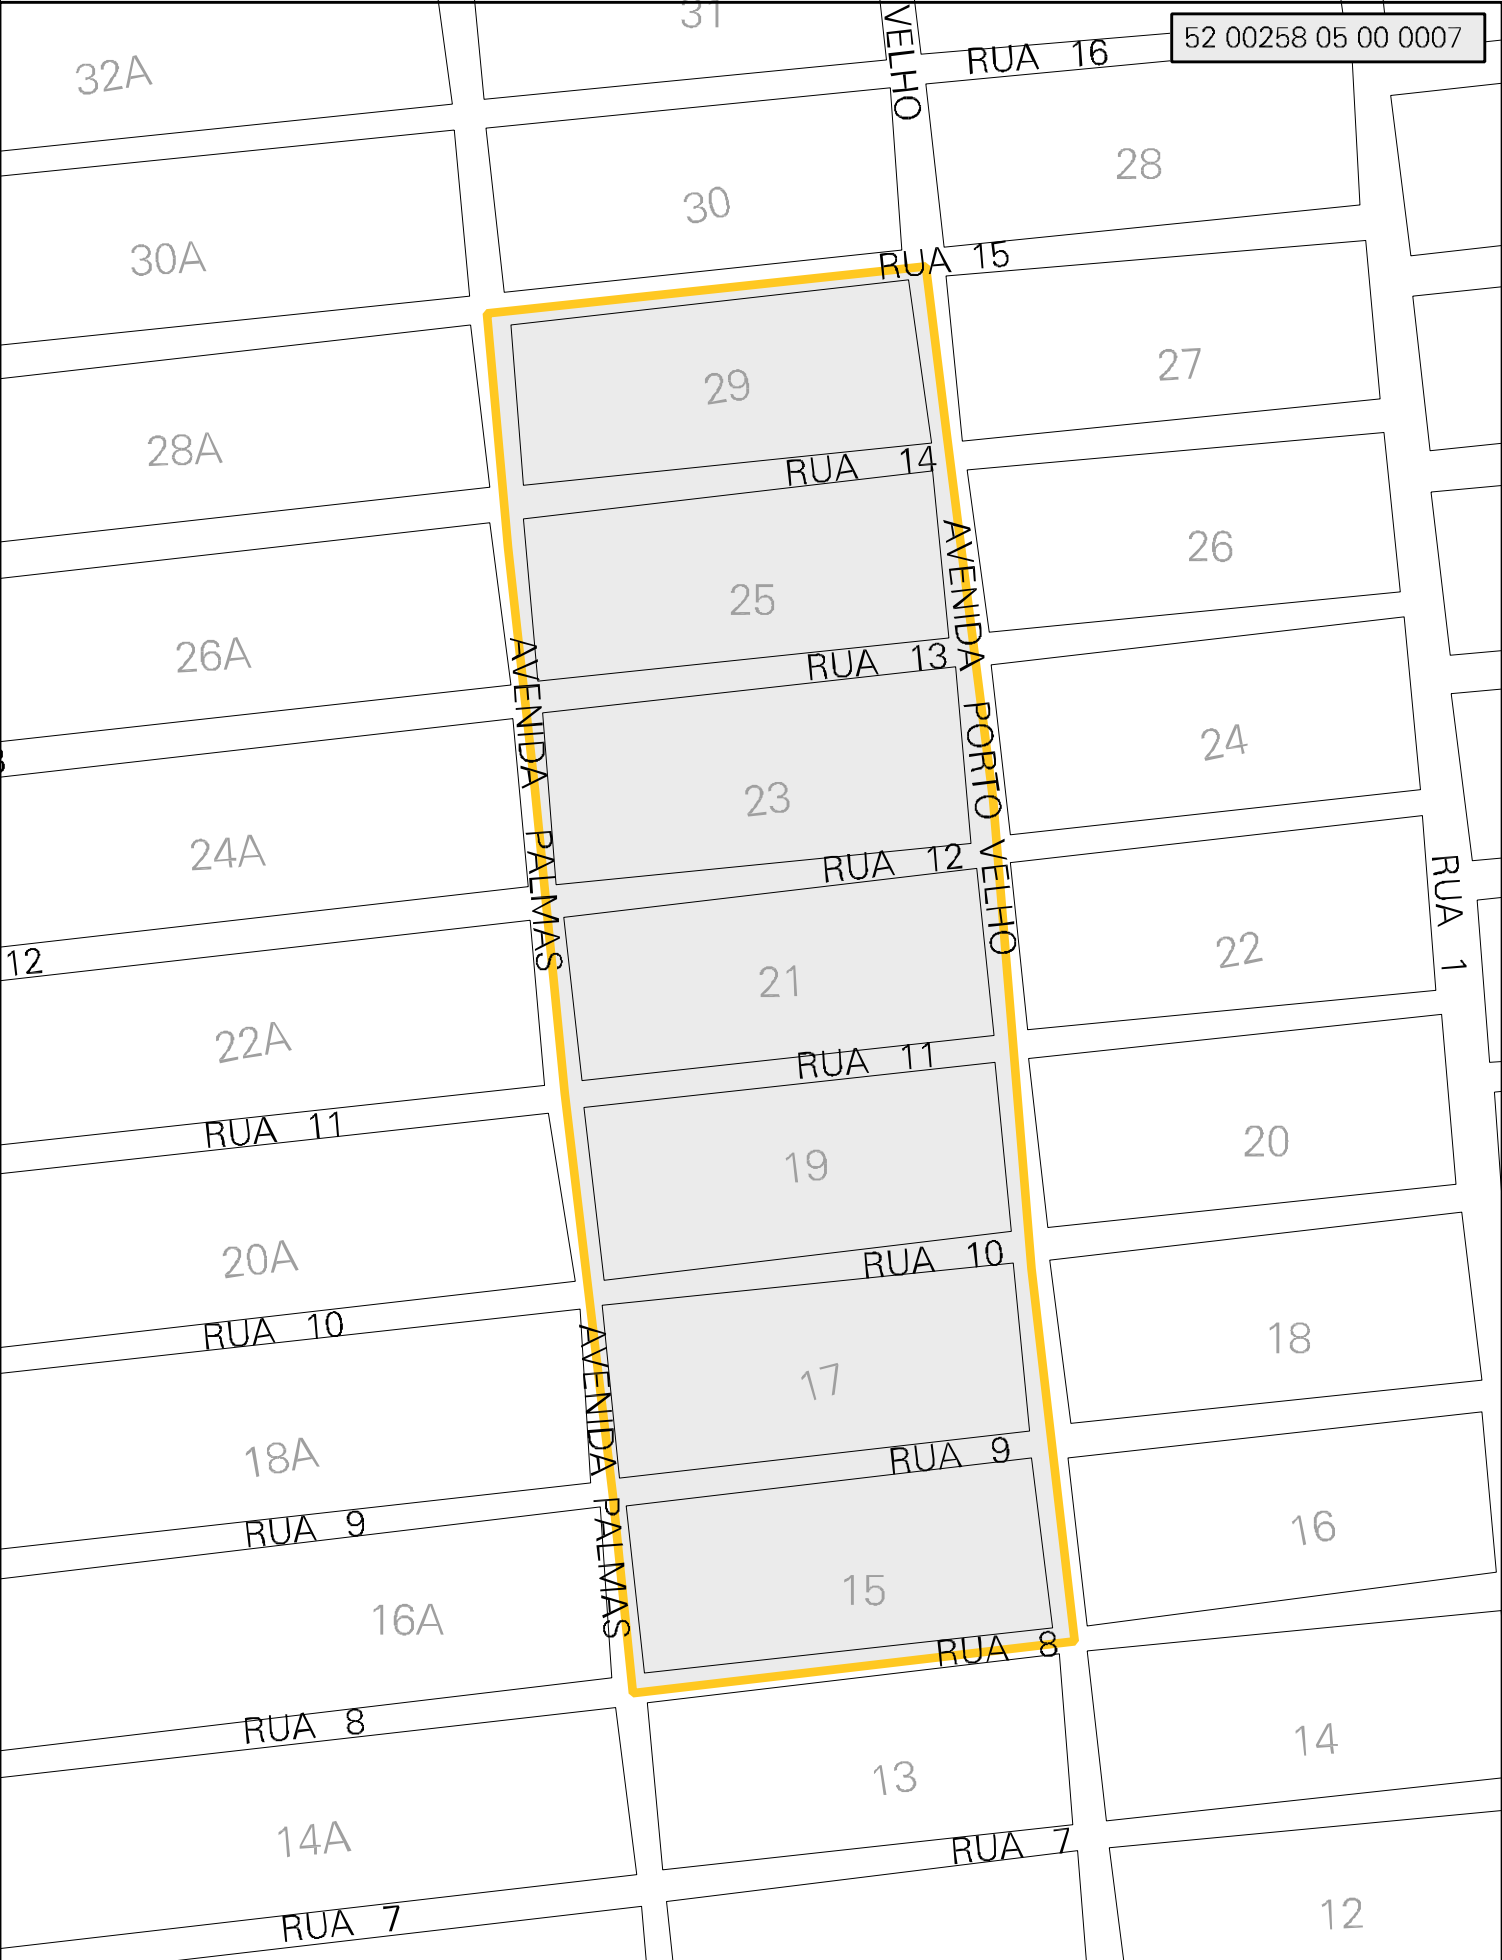 31
VELHO
RUA 16
52 00258 05 00 0007
32A
28
30
30A
RUA 15
27
29
28A
RUA 14
26
25
26A
AVENIDA PALMAS
RUA 13
AVENIDA PORTO VELHO
24
23
24A
RUA 12
RUA 1
12
22
21
22A
RUA 11
RUA 11
20
19
20A
RUA 10
RUA 10
18
17
AVENIDA PALMAS
18A
RUA 9
RUA 9
16
15
16A
RUA 8
RUA 8
14
13
14A
RUA 7
RUA 7
12